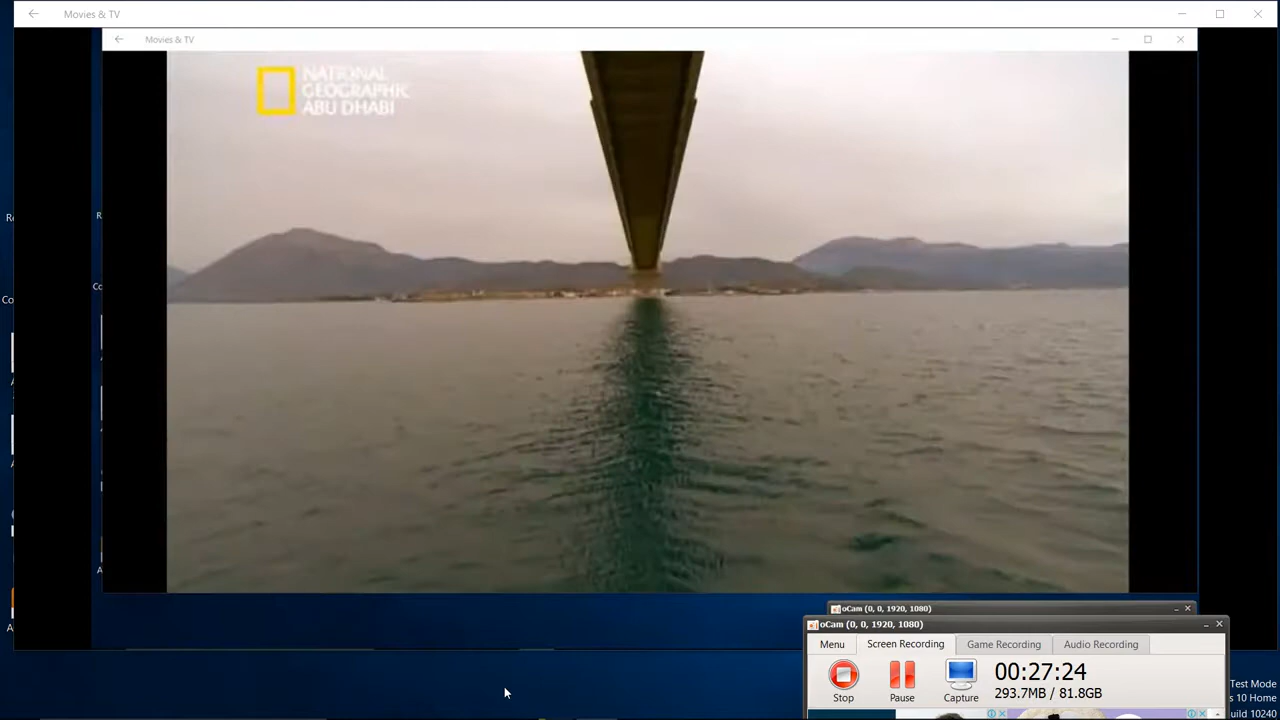 Movies & TV
Movies & TV
NATIONAL
GEOGRAPHIC
ABU DHABI
oCam (0, 0, 1920, 1080)
oCam (0, 0, 1920, 1080)
Menu
Screen Recording
Game Recording
Audio Recording
Stop
Pause
Capture
00:27:24
293.7MB / 81.8GB
Test Mode
s 10 Home
uild 10240